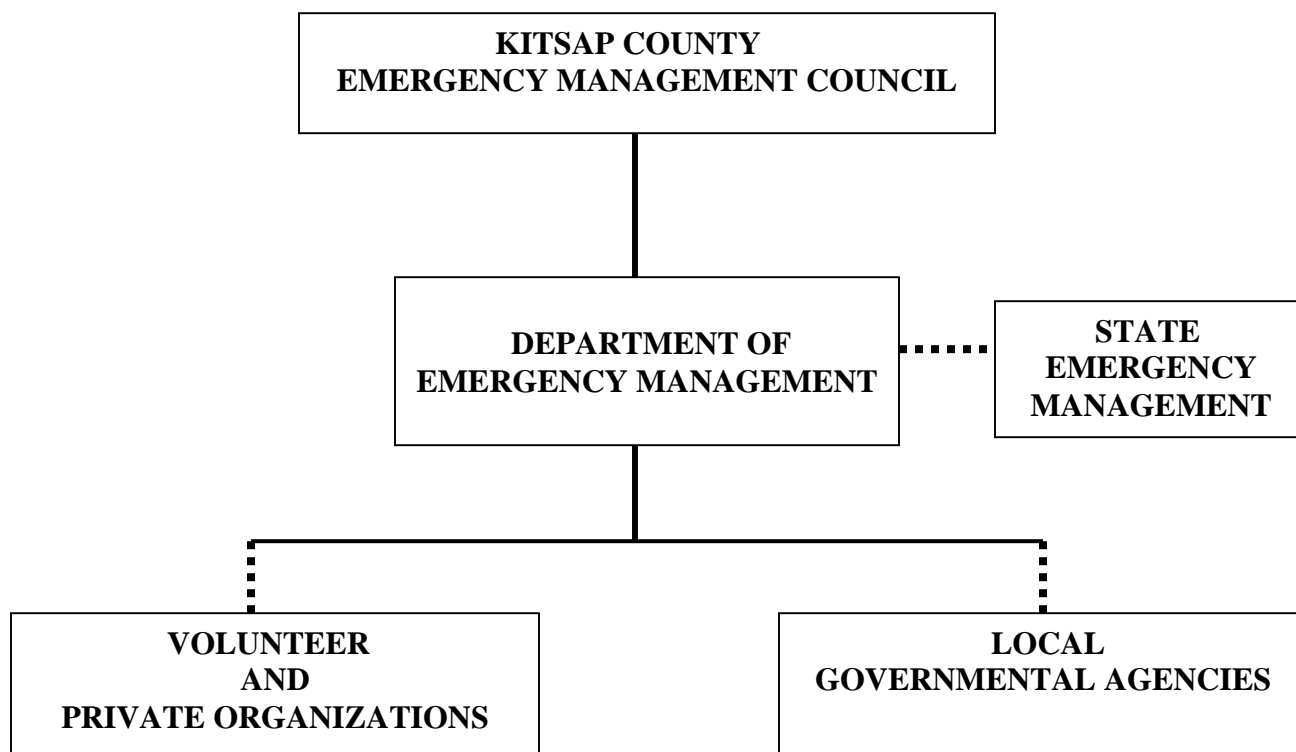 KITSAP COUNTY
EMERGENCY MANAGEMENT COUNCIL
DEPARTMENT OF
EMERGENCY MANAGEMENT
STATE
EMERGENCY
MANAGEMENT
VOLUNTEER
AND
PRIVATE ORGANIZATIONS
LOCAL
GOVERNMENTAL AGENCIES